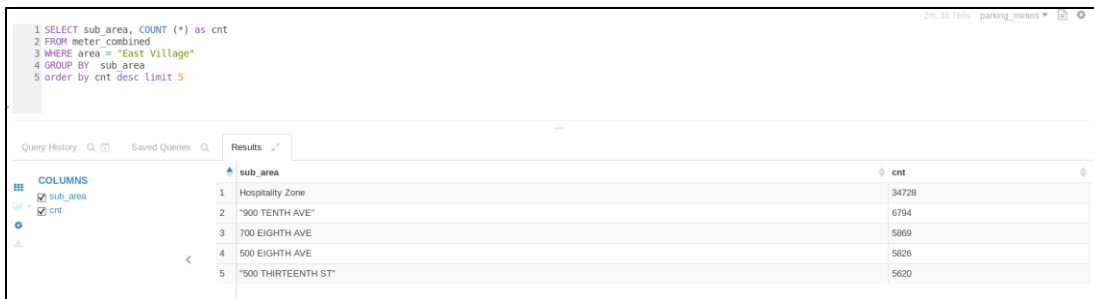 2m, 36.786s parking_meters
1 SELECT sub_area, COUNT (*) as cnt
2 FROM meter_combined
3 WHERE area = "East Village"
4 GROUP BY  sub_area
5 order by cnt desc limit 5
Query History Saved Queries Results
COLUMNS
sub_area
cnt
sub_area cnt
1 Hospitality Zone 34728
2 "900 TENTH AVE" 6794
3 700 EIGHTH AVE 5869
4 500 EIGHTH AVE 5826
5 "500 THIRTEENTH ST" 5620